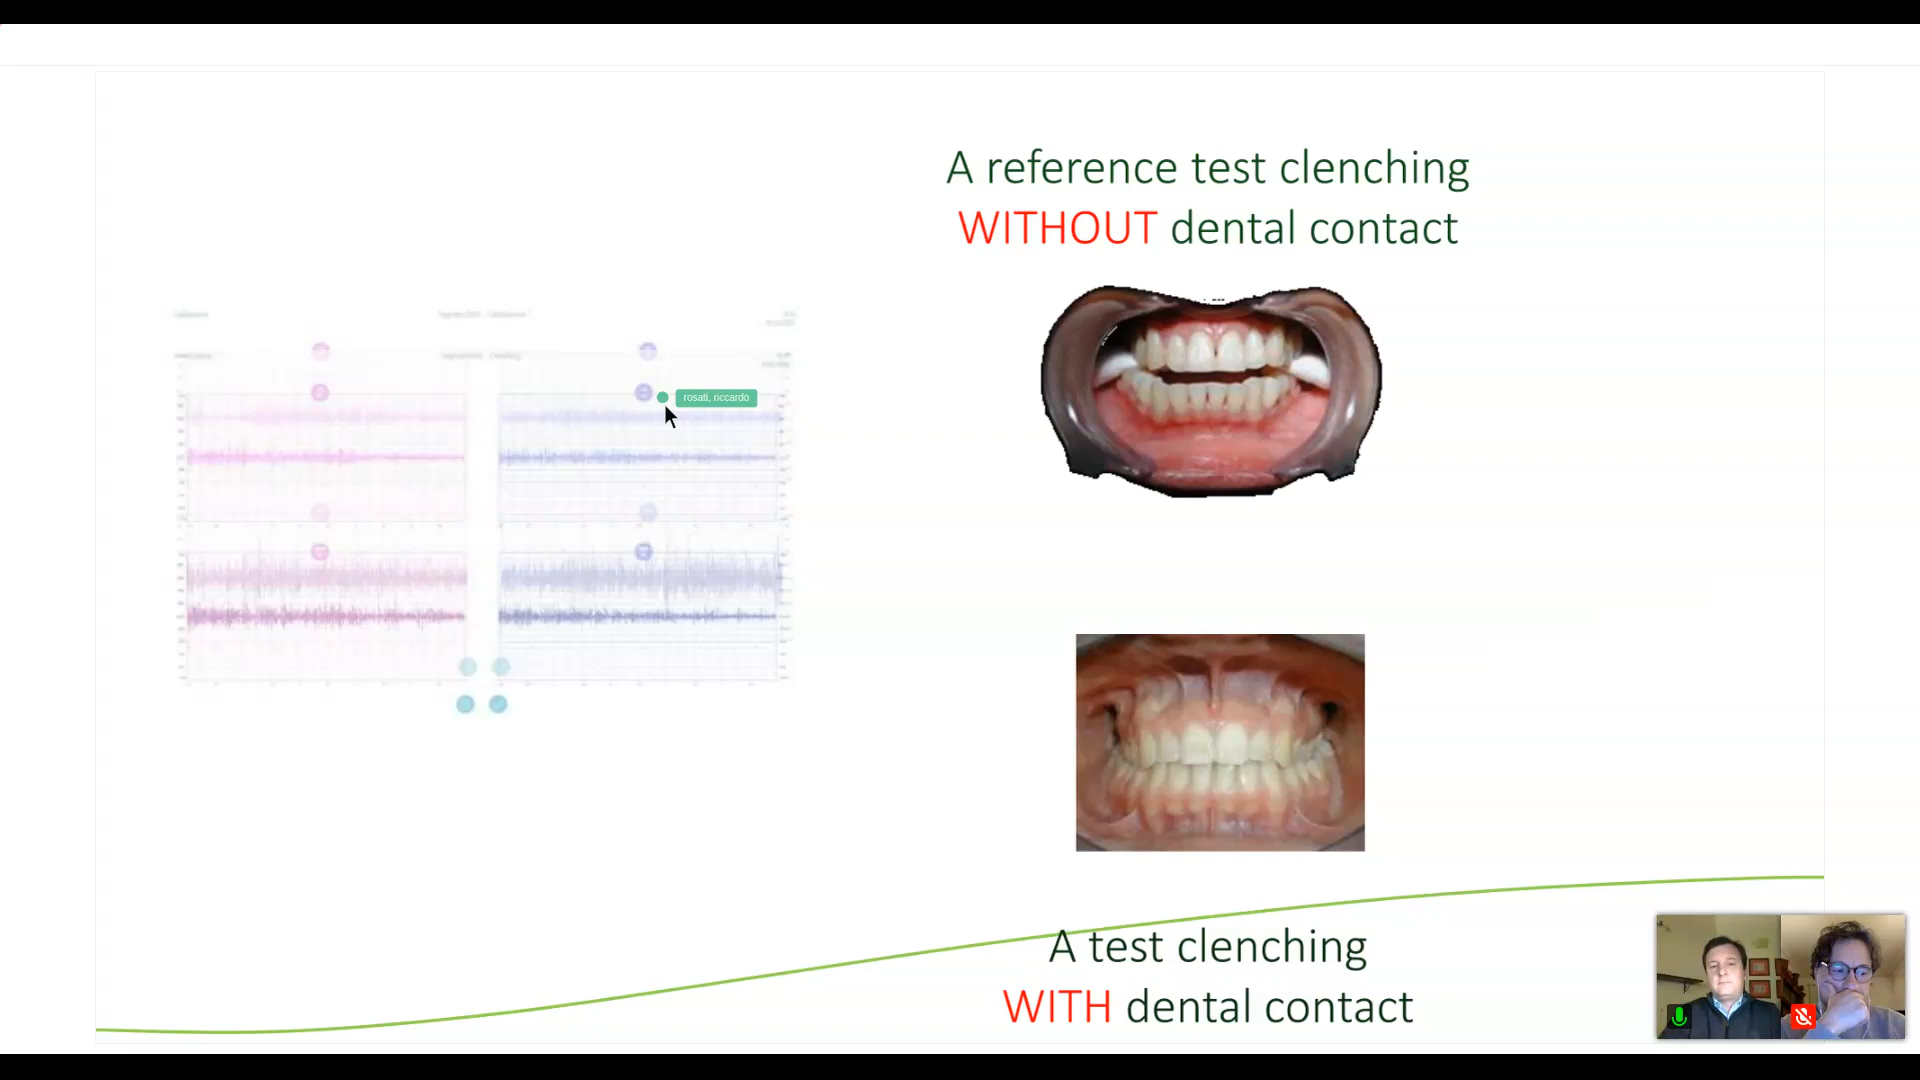 A reference test clenching
WITHOUT dental contact
rosati, riccardo
A test clenching
WITH dental contact